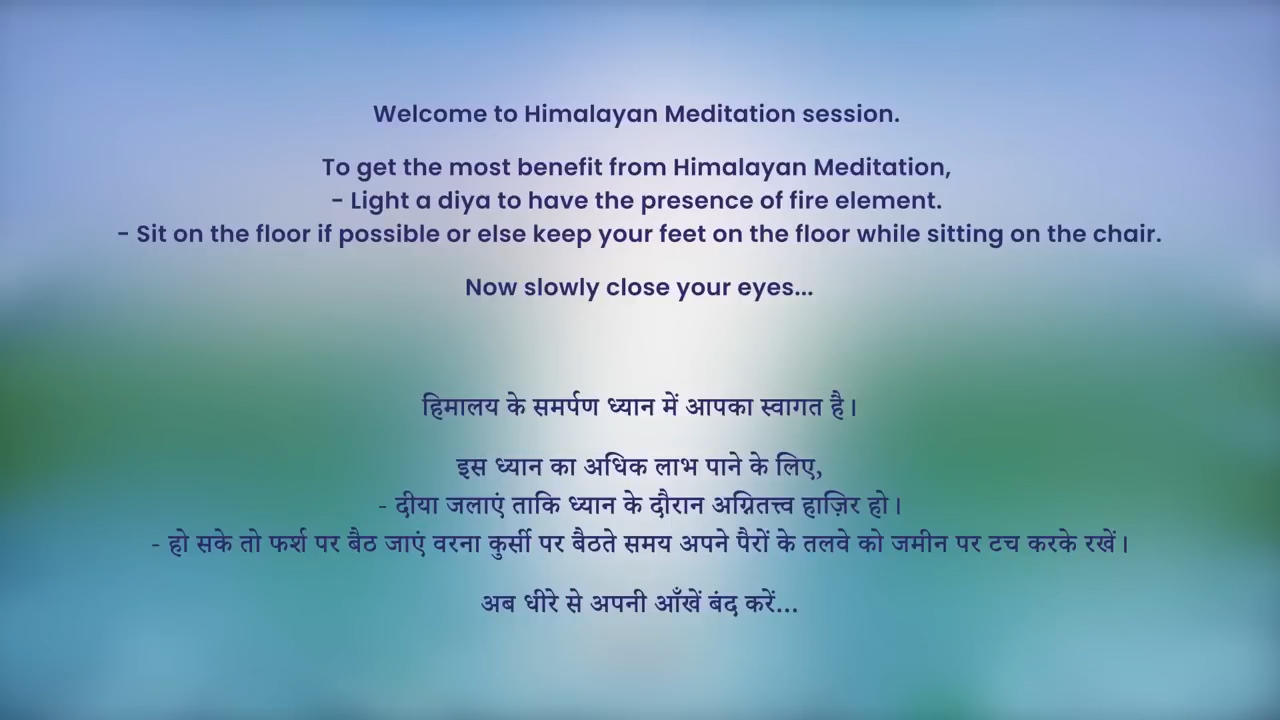 Welcome to Himalayan Meditation session.
To get the most benefit from Himalayan Meditation,
- Light a diya to have the presence of fire element.
- Sit on the floor if possible or else keep your feet on the floor while sitting on the chair.
Now slowly close your eyes...
हिमालय के समर्पण ध्यान में आपका स्वागत है।
इस ध्यान का अधिक लाभ पाने के लिए,
- दीया जलाएं ताकि ध्यान के दौरान अग्नितत्त्व हाज़िर हो।
- हो सके तो फर्श पर बैठ जाएं वरना कुर्सी पर बैठते समय अपने पैरों के तलवे को जमीन पर टच करके रखें।
अब धीरे से अपनी आँखें बंद करें...